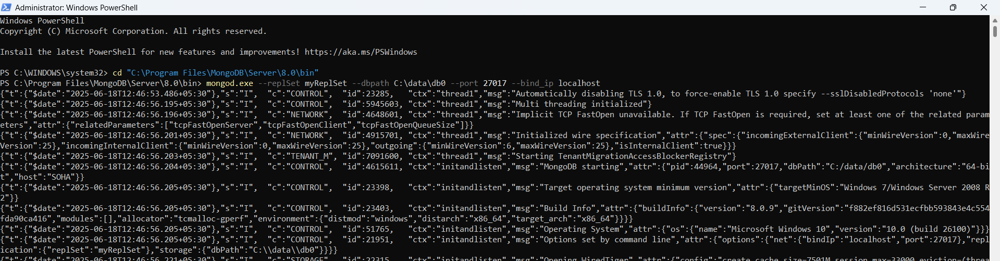 Administrator: Windows PowerShell
Windows PowerShell
Copyright (C) Microsoft Corporation. All rights reserved.
Install the latest PowerShell for new features and improvements! https://aka.ms/PSWindows
PS C:\WINDOWS\system32> cd "C:\Program Files\MongoDB\Server\8.0\bin"
PS C:\Program Files\MongoDB\Server\8.0\bin> mongod.exe --replSet myReplSet --dbpath C:\data\db0 --port 27017 --bind_ip localhost
{"t":{"$date":"2025-06-18T12:46:53.486+05:30"},"s":"I",  "c":"CONTROL",  "id":23285,   "ctx":"thread1","msg":"Automatically disabling TLS 1.0, to force-enable TLS 1.0 specify --sslDisabledProtocols 'none'"}
{"t":{"$date":"2025-06-18T12:46:56.195+05:30"},"s":"I",  "c":"CONTROL",  "id":5945603, "ctx":"thread1","msg":"Multi threading initialized"}
{"t":{"$date":"2025-06-18T12:46:56.196+05:30"},"s":"I",  "c":"NETWORK",  "id":4648601, "ctx":"thread1","msg":"Implicit TCP FastOpen unavailable. If TCP FastOpen is required, set at least one of the related param
eters","attr":{"relatedParameters":["tcpFastOpenServer","tcpFastOpenClient","tcpFastOpenQueueSize"]}}
{"t":{"$date":"2025-06-18T12:46:56.201+05:30"},"s":"I",  "c":"NETWORK",  "id":4915701, "ctx":"thread1","msg":"Initialized wire specification","attr":{"spec":{"incomingExternalClient":{"minWireVersion":0,"maxWire
Version":25},"incomingInternalClient":{"minWireVersion":0,"maxWireVersion":25},"outgoing":{"minWireVersion":6,"maxWireVersion":25},"isInternalClient":true}}}
{"t":{"$date":"2025-06-18T12:46:56.203+05:30"},"s":"I",  "c":"TENANT_M", "id":7091600, "ctx":"thread1","msg":"Starting TenantMigrationAccessBlockerRegistry"}
{"t":{"$date":"2025-06-18T12:46:56.204+05:30"},"s":"I",  "c":"CONTROL",  "id":4615611, "ctx":"initandlisten","msg":"MongoDB starting","attr":{"pid":44964,"port":27017,"dbPath":"C:/data/db0","architecture":"64-bi
t","host":"SOHA"}}
{"t":{"$date":"2025-06-18T12:46:56.205+05:30"},"s":"I",  "c":"CONTROL",  "id":23398,   "ctx":"initandlisten","msg":"Target operating system minimum version","attr":{"targetMinOS":"Windows 7/Windows Server 2008 R
2"}}
{"t":{"$date":"2025-06-18T12:46:56.205+05:30"},"s":"I",  "c":"CONTROL",  "id":23403,   "ctx":"initandlisten","msg":"Build Info","attr":{"buildInfo":{"version":"8.0.9","gitVersion":"f882ef816d531ecfbb593843e4c554
fda90ca416","modules":[],"allocator":"tcmalloc-gperf","environment":{"distmod":"windows","distarch":"x86_64","target_arch":"x86_64"}}}}
{"t":{"$date":"2025-06-18T12:46:56.205+05:30"},"s":"I",  "c":"CONTROL",  "id":51765,   "ctx":"initandlisten","msg":"Operating System","attr":{"os":{"name":"Microsoft Windows 10","version":"10.0 (build 26100)"}}}
{"t":{"$date":"2025-06-18T12:46:56.205+05:30"},"s":"I",  "c":"CONTROL",  "id":21951,   "ctx":"initandlisten","msg":"Options set by command line","attr":{"options":{"net":{"bindIp":"localhost","port":27017},"repl
ication":{"replSet":"myReplSet"},"storage":{"dbPath":"C:\\data\\db0"}}}}
{"t":{"$date":"2025-06-18T12:46:56.221+05:30"},"s":"I",  "c":"STORAGE",  "id":22315,   "ctx":"initandlisten","msg":"Opening WiredTiger","attr":{"config":"create,cache_size=7501M,session_max=33000,eviction=(threa